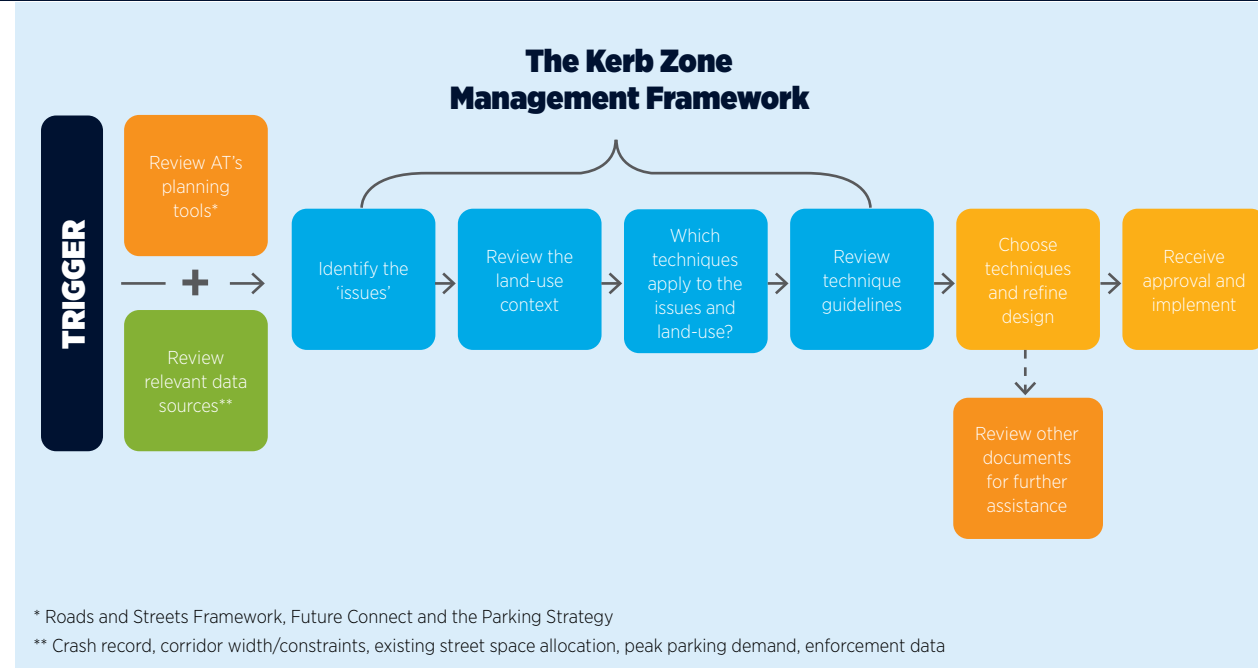 The Kerb Zone
Management Framework
TRIGGER
Review AT's
planning
tools*
+
Review
relevant data
sources**
Identify the
'issues'
Review the
land-use
context
Which
techniques
apply to the
issues and
land-use?
Review
technique
guidelines
Choose
techniques
and refine
design
Receive
approval and
implement
Review other
documents
for further
assistance
* Roads and Streets Framework, Future Connect and the Parking Strategy
** Crash record, corridor width/constraints, existing street space allocation, peak parking demand, enforcement data